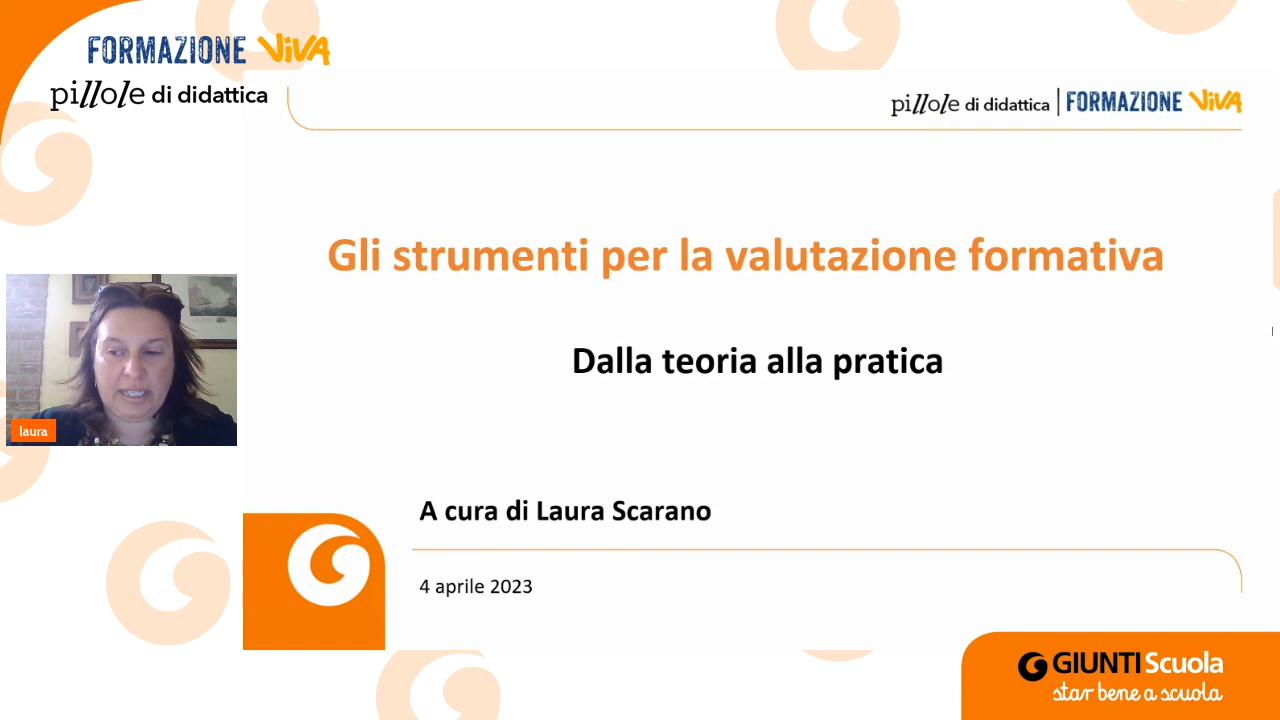 FORMAZIONE ViVA
pillole di didattica
pillole di didattica | FORMAZIONE ViVA
Gli strumenti per la valutazione formativa
Dalla teoria alla pratica
laura
A cura di Laura Scarano
4 aprile 2023
GIUNTI Scuola
star bene a scuola